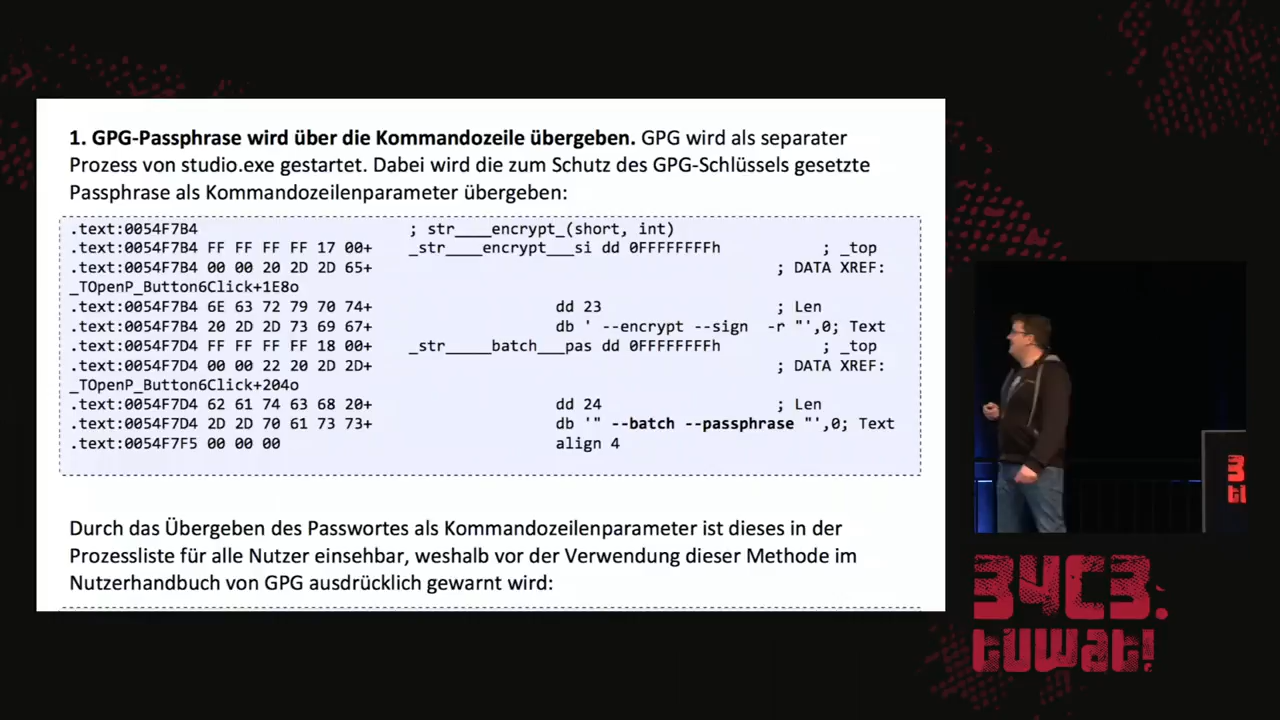 1. GPG-Passphrase wird über die Kommandozeile übergeben. GPG wird als separater
Prozess von studio.exe gestartet. Dabei wird die zum Schutz des GPG-Schlüssels gesetzte
Passphrase als Kommandozeilenparameter übergeben:
.text:0054F7B4 ; str____encrypt_(short, int)
.text:0054F7B4 FF FF FF FF 17 00+ _str____encrypt___si dd 0FFFFFFFFh ; _top
.text:0054F7B4 00 00 20 2D 2D 65+ ; DATA XREF:
_TOpenP_Button6Click+1E8o
.text:0054F7B4 6E 63 72 79 70 74+ dd 23 ; Len
.text:0054F7B4 20 2D 2D 73 69 67+ db ' --encrypt --sign  -r "',0; Text
.text:0054F7D4 FF FF FF FF 18 00+ _str_____batch___pas dd 0FFFFFFFFh ; _top
.text:0054F7D4 00 00 22 20 2D 2D+ ; DATA XREF:
_TOpenP_Button6Click+204o
.text:0054F7D4 62 61 74 63 68 20+ dd 24 ; Len
.text:0054F7D4 2D 2D 70 61 73 73+ db '" --batch --passphrase "',0; Text
.text:0054F7F5 00 00 00 align 4
Durch das Übergeben des Passwortes als Kommandozeilenparameter ist dieses in der
Prozessliste für alle Nutzer einsehbar, weshalb vor der Verwendung dieser Methode im
Nutzerhandbuch von GPG ausdrücklich gewarnt wird:
34C3.
tuwat!